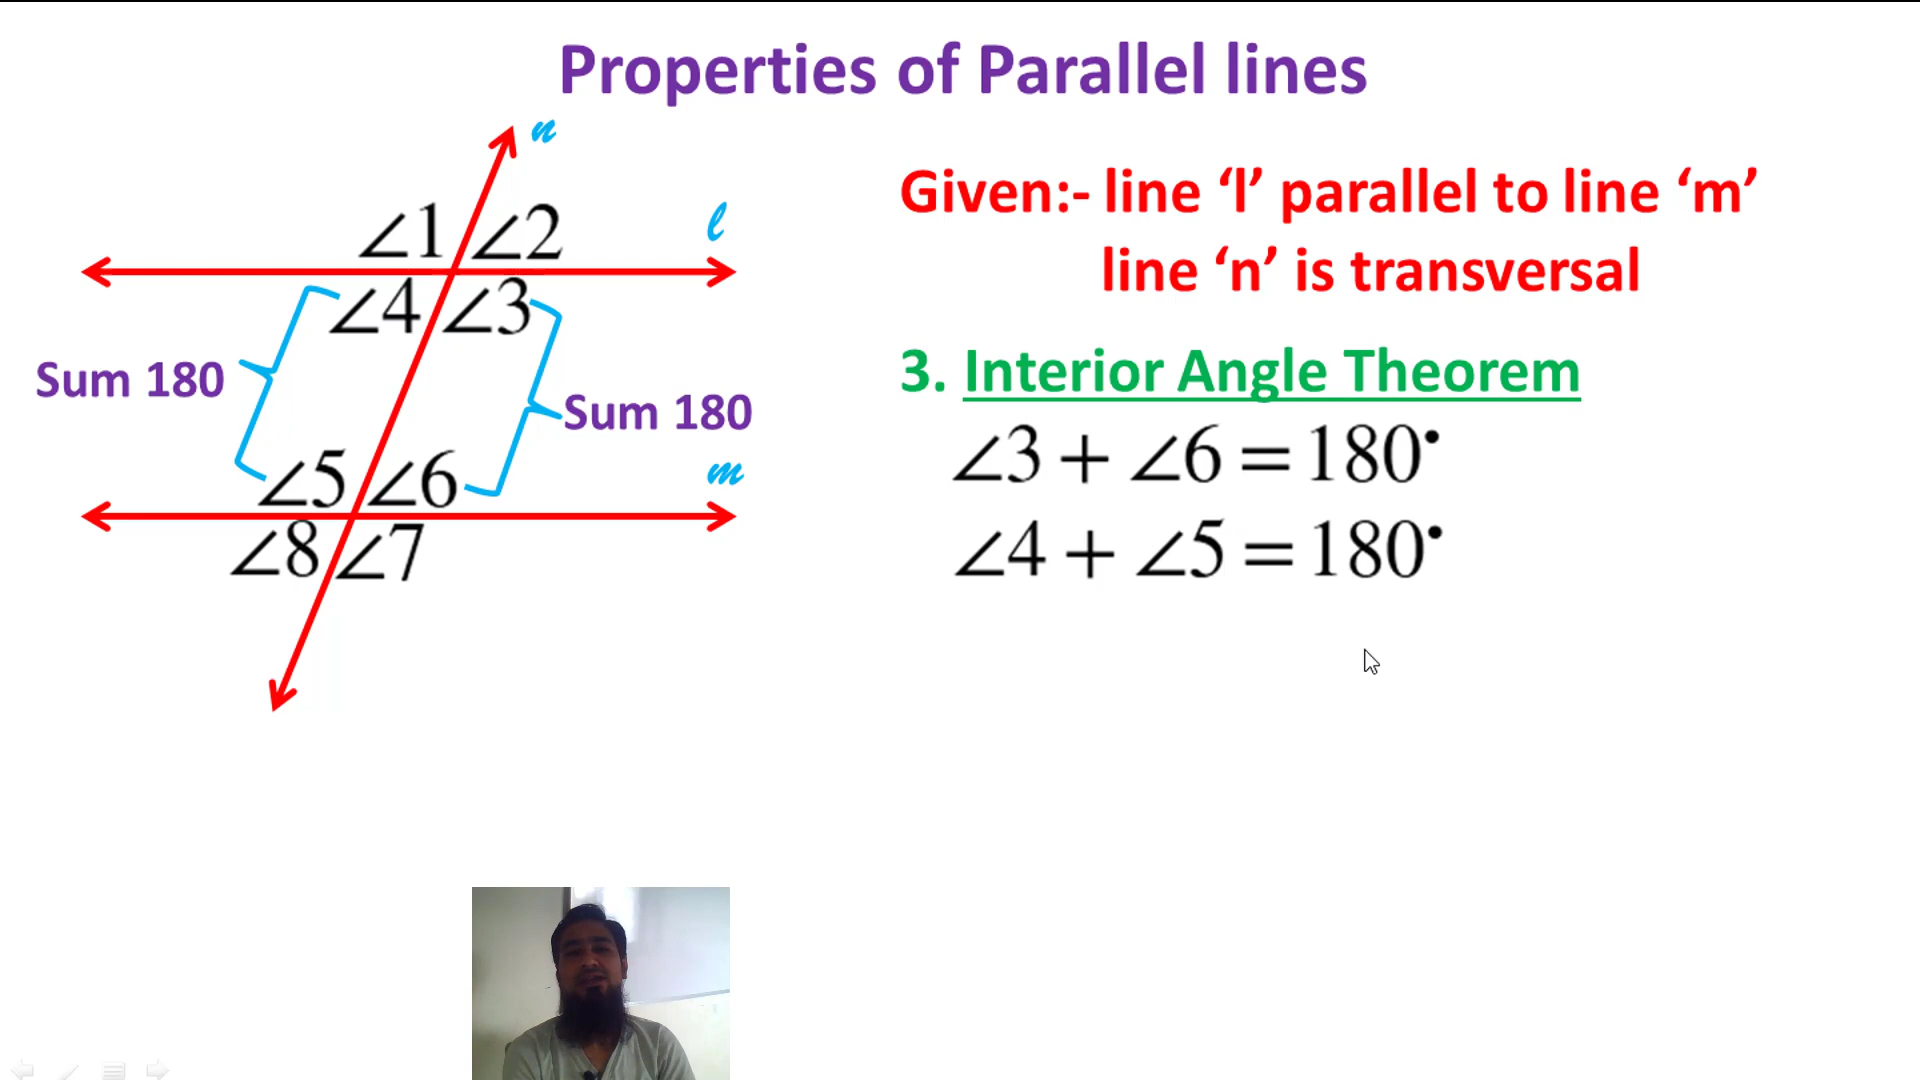 Properties of Parallel lines
n
Given:- line ‘l’ parallel to line ‘m’
∠1 ∠2
l
line ‘n’ is transversal
∠4 ∠3
3. Interior Angle Theorem
Sum 180
Sum 180
∠3 + ∠6 = 180•
∠5 ∠6
m
∠4 + ∠5 = 180•
∠8 ∠7